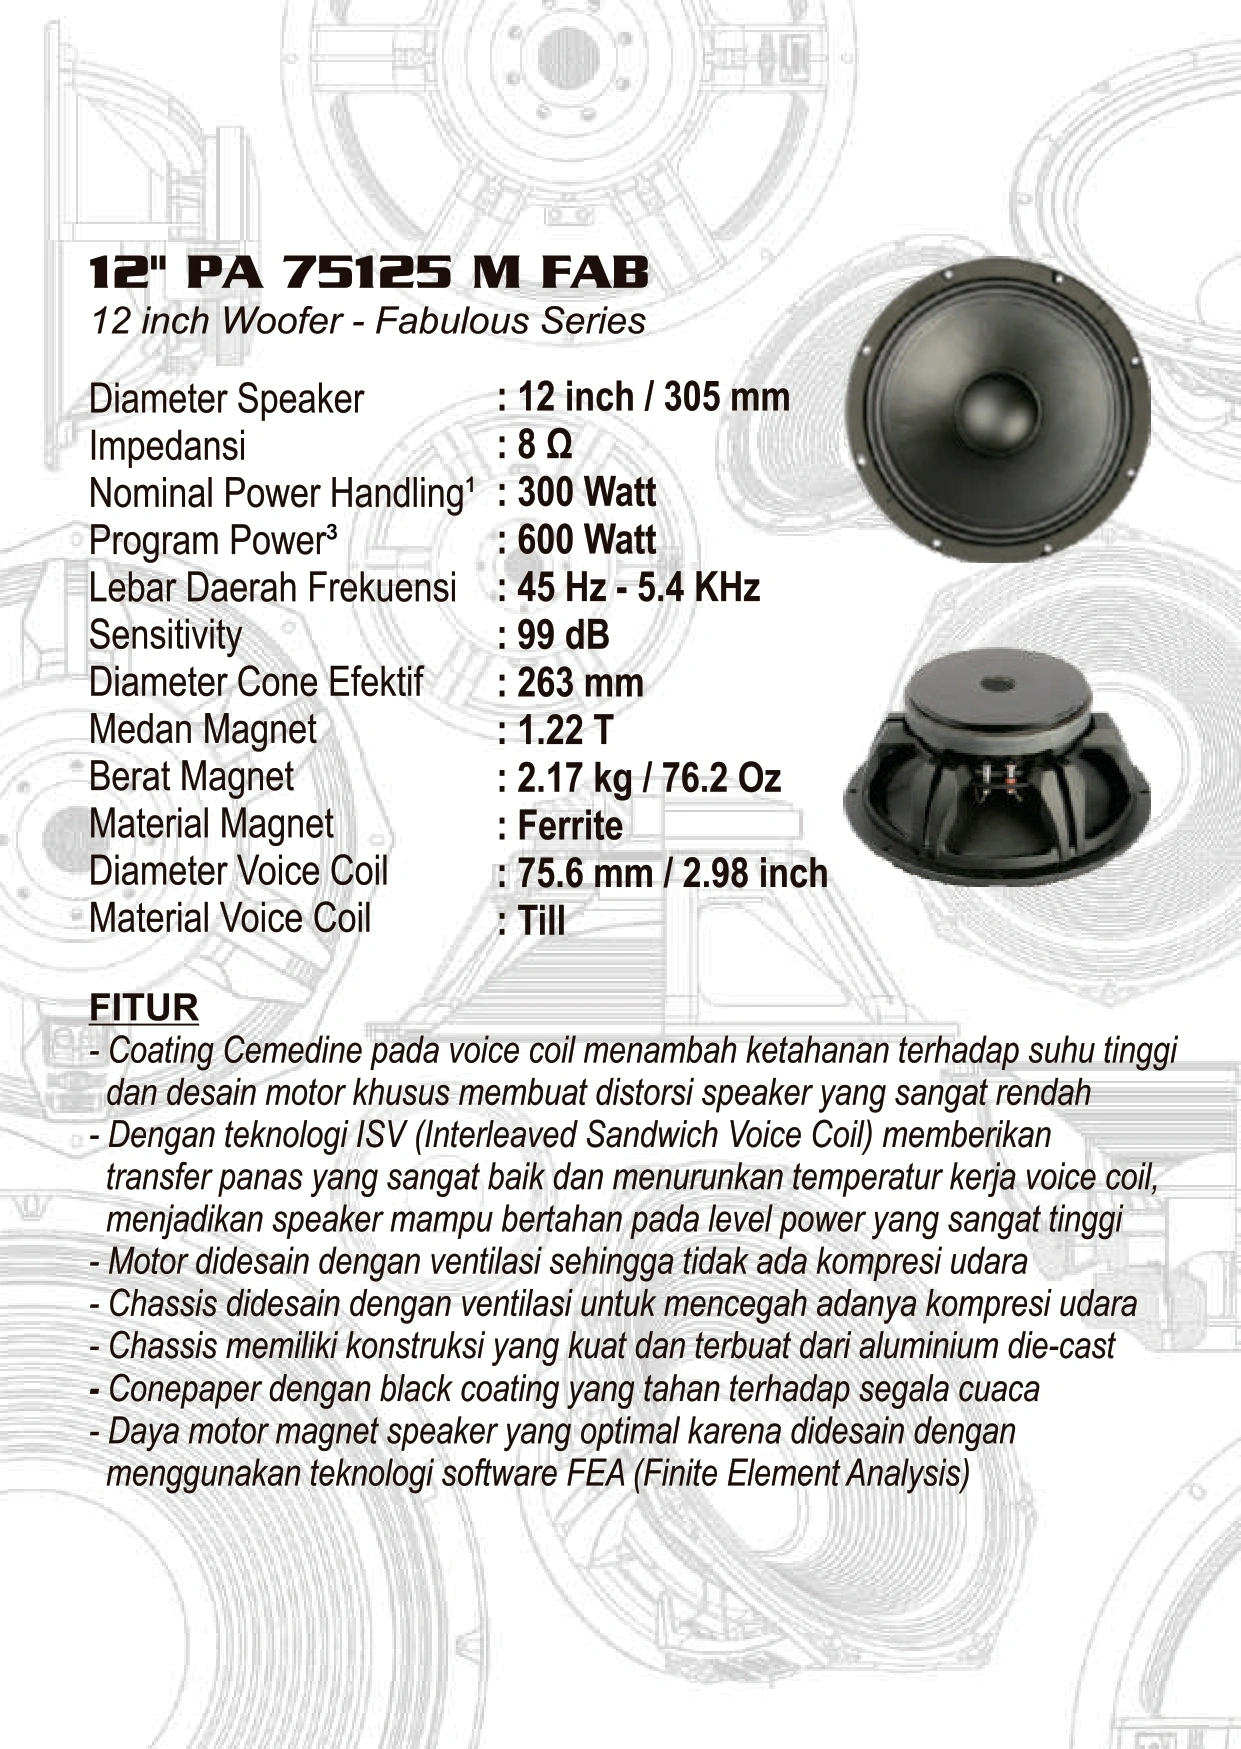 12" PA 75125 M FAB
12 inch Woofer - Fabulous Series
Diameter Speaker : 12 inch / 305 mm
Impedansi : 8 Ω
Nominal Power Handling¹ : 300 Watt
Program Power³ : 600 Watt
Lebar Daerah Frekuensi : 45 Hz - 5.4 KHz
Sensitivity : 99 dB
Diameter Cone Efektif : 263 mm
Medan Magnet : 1.22 T
Berat Magnet : 2.17 kg / 76.2 Oz
Material Magnet : Ferrite
Diameter Voice Coil : 75.6 mm / 2.98 inch
Material Voice Coil : Till
FITUR
- Coating Cemedine pada voice coil menambah ketahanan terhadap suhu tinggi
dan desain motor khusus membuat distorsi speaker yang sangat rendah
- Dengan teknologi ISV (Interleaved Sandwich Voice Coil) memberikan
transfer panas yang sangat baik dan menurunkan temperatur kerja voice coil,
menjadikan speaker mampu bertahan pada level power yang sangat tinggi
- Motor didesain dengan ventilasi sehingga tidak ada kompresi udara
- Chassis didesain dengan ventilasi untuk mencegah adanya kompresi udara
- Chassis memiliki konstruksi yang kuat dan terbuat dari aluminium die-cast
- Conepaper dengan black coating yang tahan terhadap segala cuaca
- Daya motor magnet speaker yang optimal karena didesain dengan
menggunakan teknologi software FEA (Finite Element Analysis)